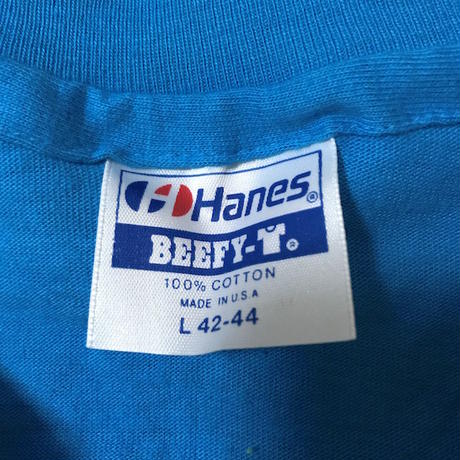 Hanes®
BEEFY-T®
100% COTTON
MADE IN U.S.A
L 42-44